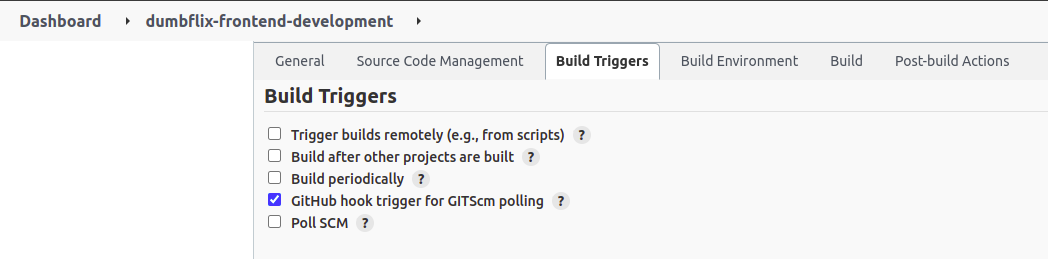 Dashboard dumbflix-frontend-development
General Source Code Management Build Triggers Build Environment Build Post-build Actions
Build Triggers
Trigger builds remotely (e.g., from scripts) ?
Build after other projects are built ?
Build periodically ?
GitHub hook trigger for GITScm polling ?
Poll SCM ?